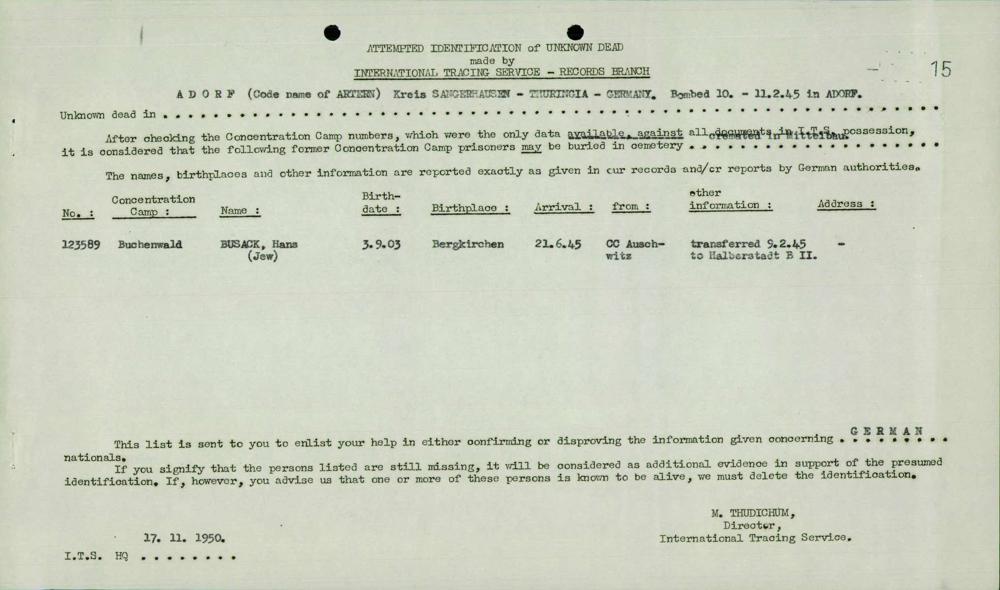 ATTEMPTED IDENTIFICATION of UNKNOWN DEAD
made by
INTERNATIONAL TRACING SERVICE - RECORDS BRANCH
15
A D O R F (Code name of ARTERN) Kreis SANGERHAUSEN - THURINGIA - GERMANY. Bombed 10. - 11.2.45 in ADORF.
Unknown dead in . . . . . . . . . . . . . . . . . . . . . . . . . . . . . . . . . . . . . . . . . . . . . . . . . . . . . . . .
After checking the Concentration Camp numbers, which were the only data available, against all documents in I.T.S. possession,
cremated in Mittelbau.
it is considered that the following former Concentration Camp prisoners may be buried in cemetery . . . . . . . . . . . . . . . . . . . .
The names, birthplaces and other information are reported exactly as given in our records and/or reports by German authorities.
No. : Concentration Camp : Name : Birth-date : Birthplace : Arrival : from : other information : Address :
123589 Buchenwald BUSACK, Hans 3.9.03 Bergkirchen 21.6.45 CC Ausch- transferred 9.2.45 -
(Jew) witz to Halberstadt B II.
G E R M A N
This list is sent to you to enlist your help in either confirming or disproving the information given concerning . . . . . . . . .
nationals.
If you signify that the persons listed are still missing, it will be considered as additional evidence in support of the presumed
identification. If, however, you advise us that one or more of these persons is known to be alive, we must delete the identification.
M. THUDICHUM,
Director,
International Tracing Service.
17. 11. 1950.
I.T.S. HQ . . . . . . . .